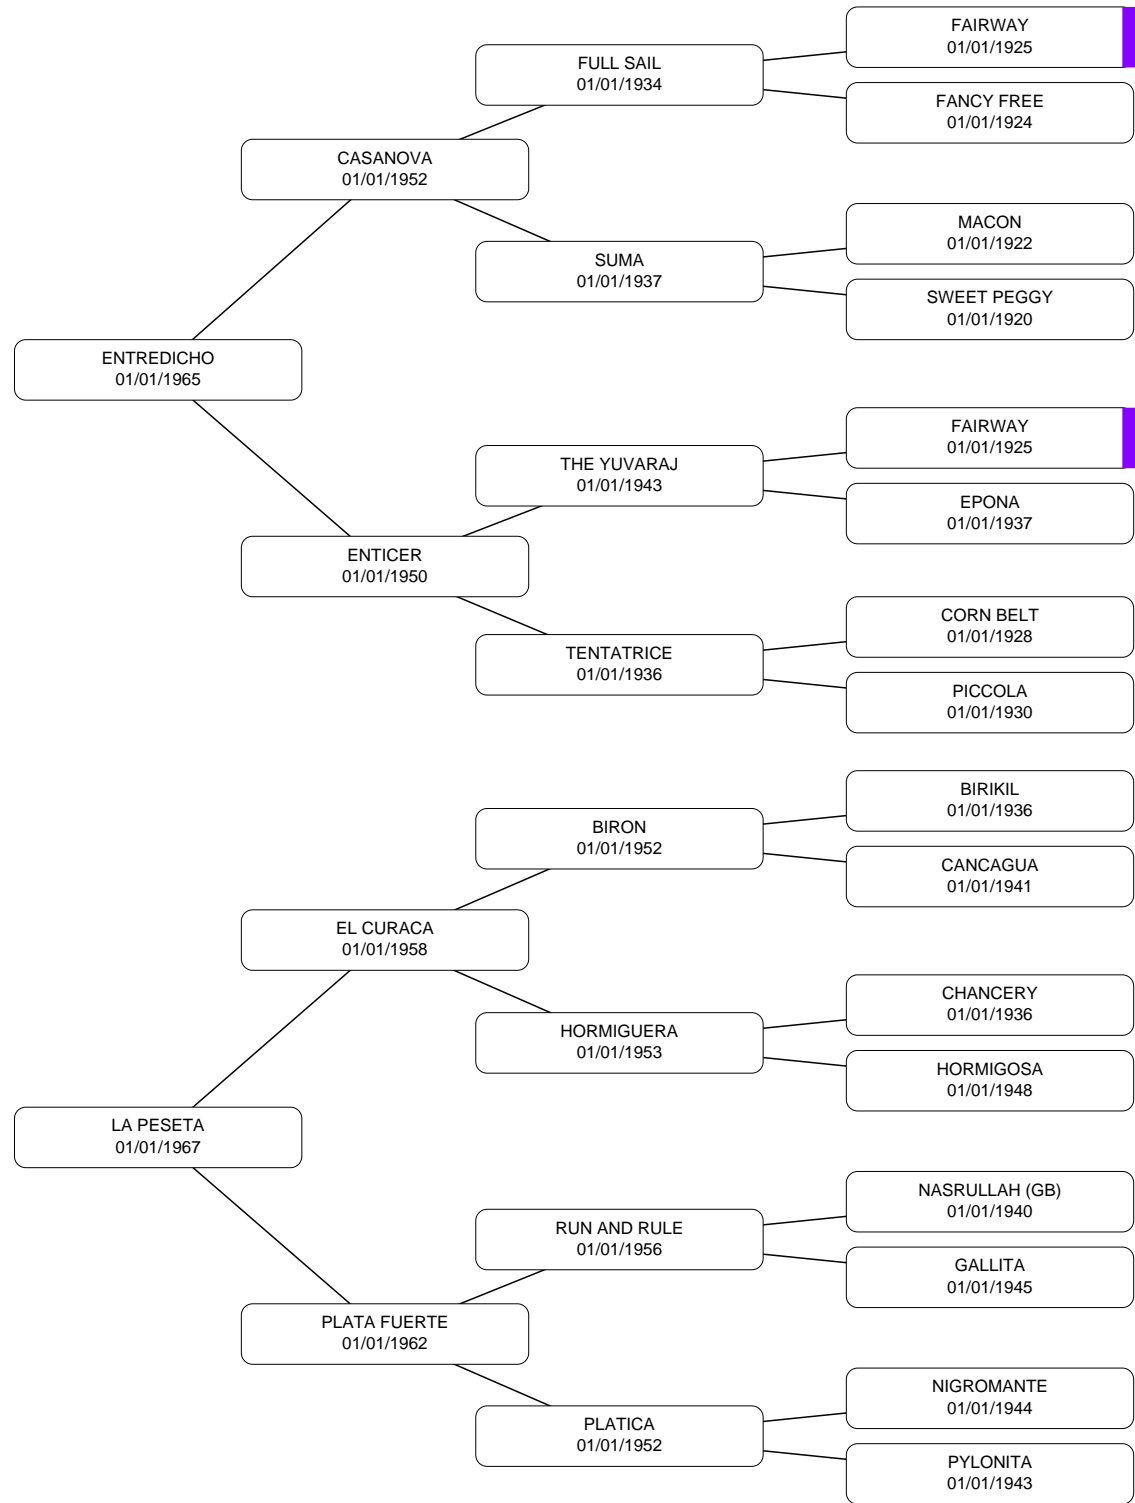 FAIRWAY
01/01/1925
FULL SAIL
01/01/1934
FANCY FREE
01/01/1924
CASANOVA
01/01/1952
MACON
01/01/1922
SUMA
01/01/1937
SWEET PEGGY
01/01/1920
ENTREDICHO
01/01/1965
FAIRWAY
01/01/1925
THE YUVARAJ
01/01/1943
EPONA
01/01/1937
ENTICER
01/01/1950
CORN BELT
01/01/1928
TENTATRICE
01/01/1936
PICCOLA
01/01/1930
BIRIKIL
01/01/1936
BIRON
01/01/1952
CANCAGUA
01/01/1941
EL CURACA
01/01/1958
CHANCERY
01/01/1936
HORMIGUERA
01/01/1953
HORMIGOSA
01/01/1948
LA PESETA
01/01/1967
NASRULLAH (GB)
01/01/1940
RUN AND RULE
01/01/1956
GALLITA
01/01/1945
PLATA FUERTE
01/01/1962
NIGROMANTE
01/01/1944
PLATICA
01/01/1952
PYLONITA
01/01/1943